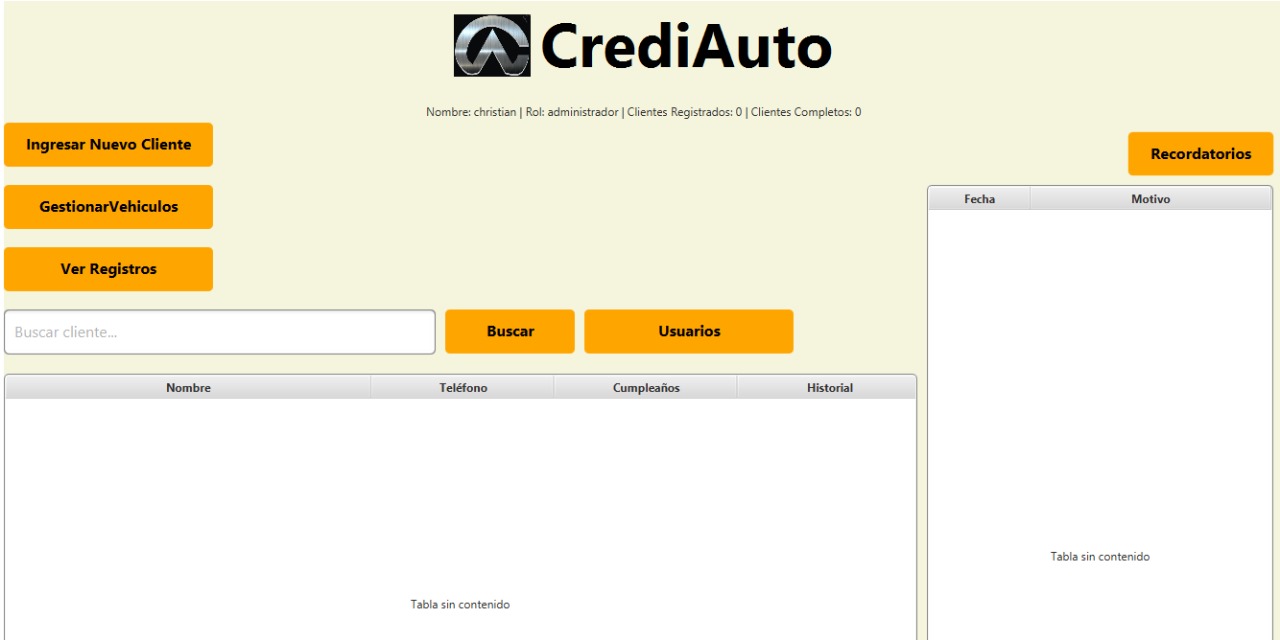 CrediAuto
Nombre: christian | Rol: administrador | Clientes Registrados: 0 | Clientes Completos: 0
Ingresar Nuevo Cliente
Recordatorios
GestionarVehiculos
Fecha Motivo
Ver Registros
Buscar cliente...
Buscar
Usuarios
Nombre Teléfono Cumpleaños Historial
Tabla sin contenido
Tabla sin contenido